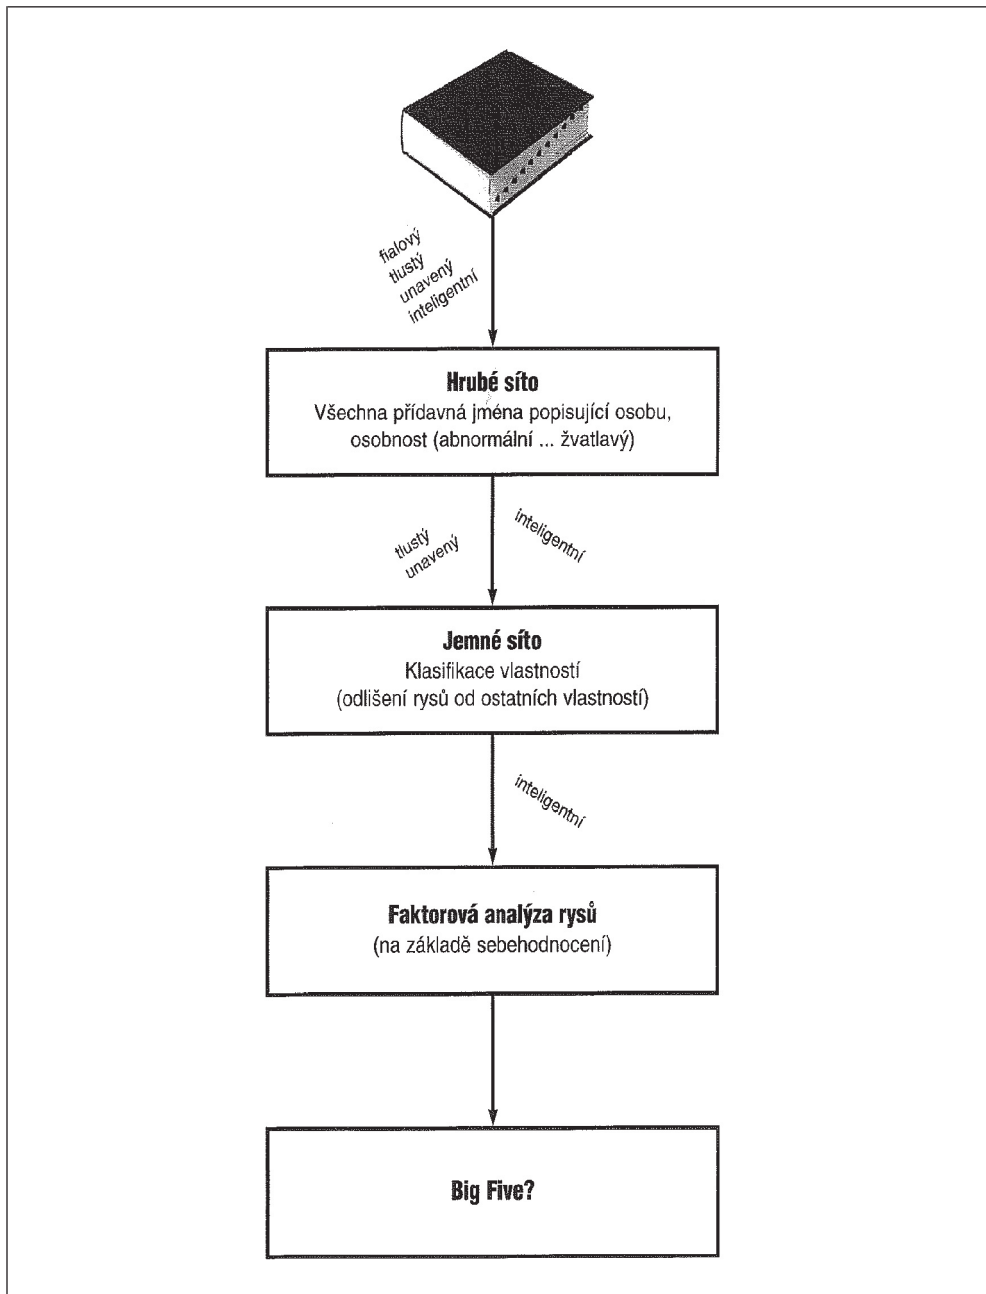 fialový
tlustý
unavený
inteligentní
Hrubé síto
Všechna přídavná jména popisující osobu,
osobnost (abnormální ... žvatlavý)
tlustý
unavený
inteligentní
Jemné síto
Klasifikace vlastností
(odlišení rysů od ostatních vlastností)
inteligentní
Faktorová analýza rysů
(na základě sebehodnocení)
Big Five?